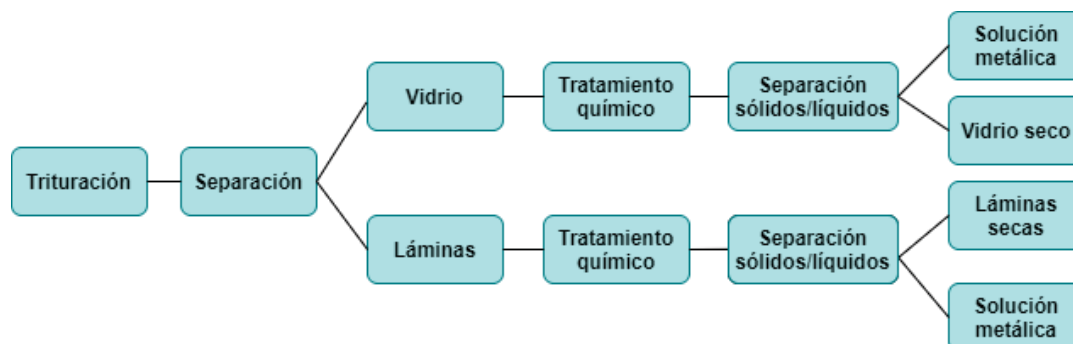 Trituración
Separación
Vidrio
Tratamiento
químico
Separación
sólidos/líquidos
Solución
metálica
Vidrio seco
Láminas
Tratamiento
químico
Separación
sólidos/líquidos
Láminas
secas
Solución
metálica